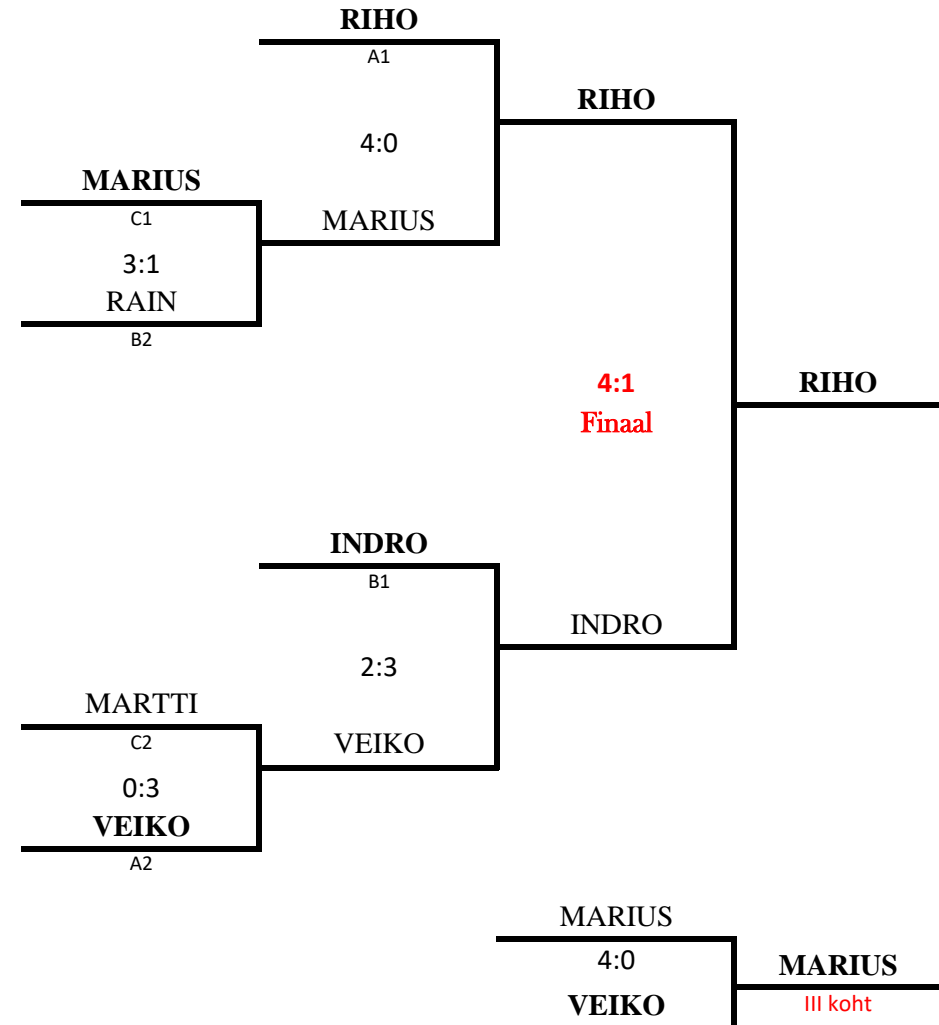 RIHO
A1
RIHO
4:0
MARIUS
C1
MARIUS
3:1
RAIN
B2
4:1
RIHO
Finaal
INDRO
B1
INDRO
2:3
MARTTI
C2
VEIKO
0:3
VEIKO
A2
MARIUS
4:0
MARIUS
VEIKO
III koht